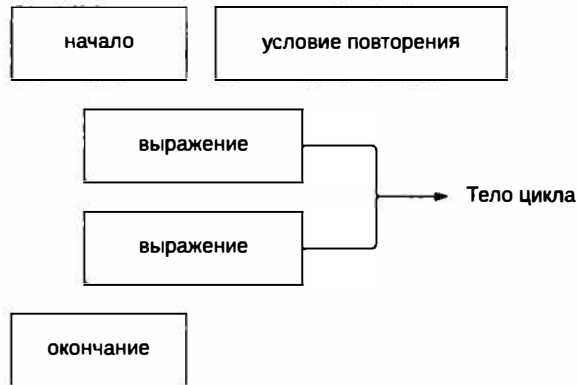 начало
условие повторения
выражение
Тело цикла
выражение
окончание